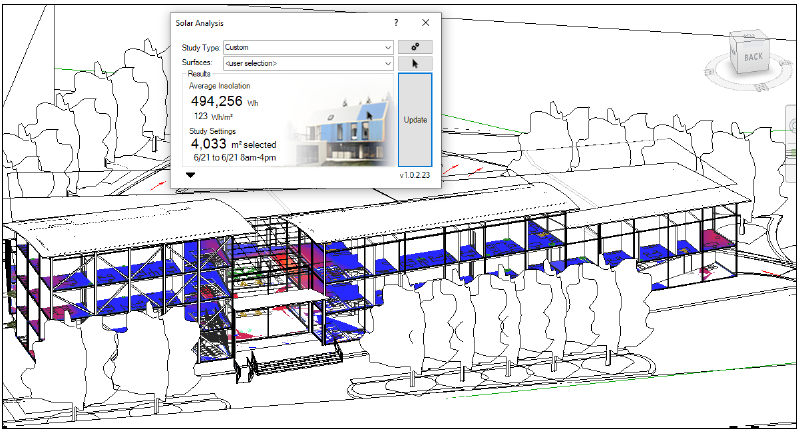 Solar Analysis
Study Type: Custom
Surfaces: <user selection>
Results
Average Insolation
494,256 Wh
123 Wh/m²
Study Settings
4,033 m² selected
6/21 to 6/21 8am-4pm
Update
v1.0.2.23
BACK